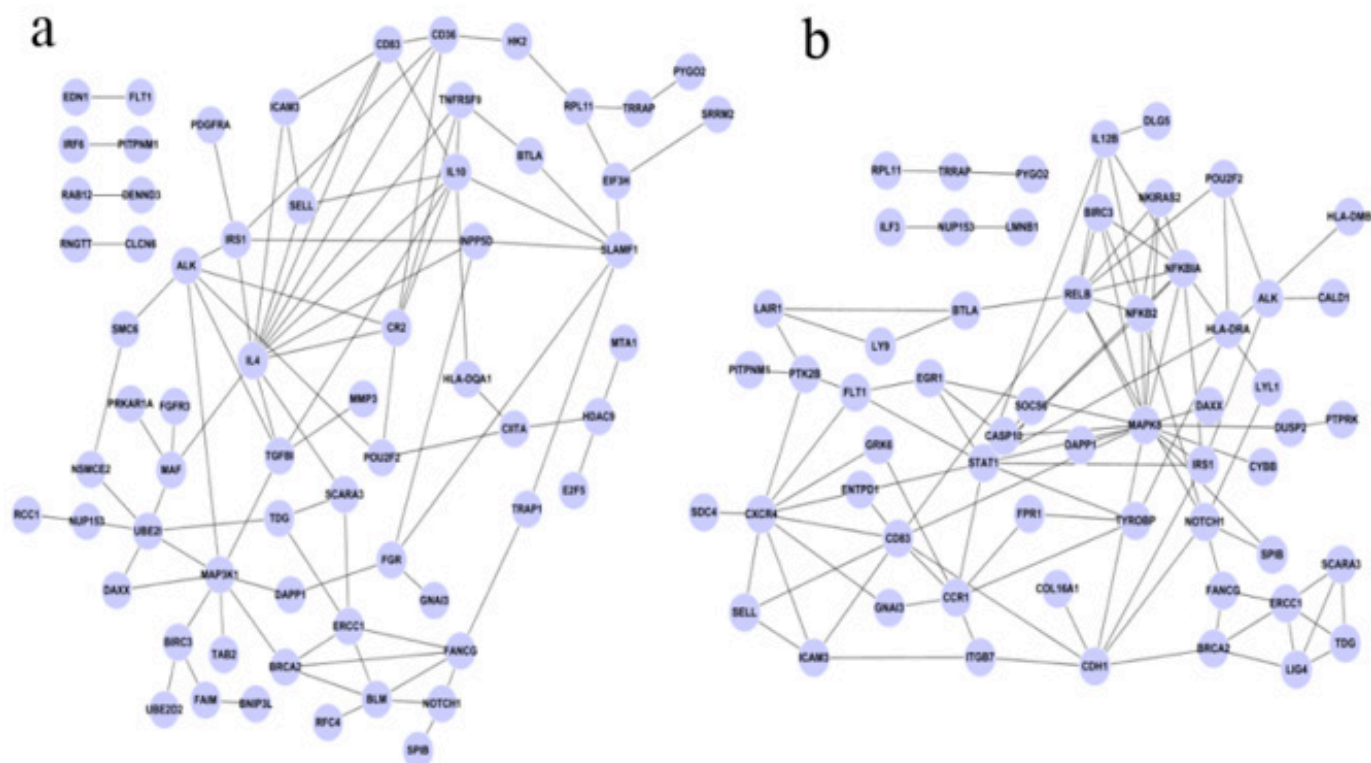 a
CD83
CD36
HK2
PYGO2
EDN1
FLT1
ICAM3
TNFRSF9
RPL11
TRRAP
SRRM2
PDGFRA
IRF6
PITPNM1
BTLA
IL10
EIF3H
RAB12
DENND3
SELL
RNGTT
CLCN6
IRS1
INPP5D
SLAMF1
ALK
SMC6
CR2
MTA1
IL4
HLA-DQA1
PRKAR1A
FGFR3
MMP3
HDAC9
CIITA
NSMCE2
MAF
TGFBI
POU2F2
E2F5
SCARA3
RCC1
NUP153
UBE2I
TDG
TRAP1
FGR
MAP3K1
DAXX
DAPP1
GNAI3
ERCC1
BIRC3
TAB2
BRCA2
FANCG
UBE2D2
FAIM
BNIP3L
BLM
NOTCH1
RFC4
SPIB
b
DLG5
IL12B
RPL11
TRRAP
PYGO2
POU2F2
NKIRAS2
BIRC3
HLA-DMB
ILF3
NUP153
LMNB1
NFKBIA
RELB
ALK
CALD1
LAIR1
BTLA
NFKB2
HLA-DRA
LY9
PITPNM1
PTK2B
FLT1
EGR1
LYL1
SOCS6
DAXX
CASP10
MAPK8
DUSP2
PTPRK
GRK6
DAPP1
STAT1
IRS1
CYBB
ENTPD1
SDC4
CXCR4
FPR1
TYROBP
NOTCH1
CD83
SPIB
SCARA3
COL16A1
CCR1
FANCG
ERCC1
SELL
GNAI3
TDG
ICAM3
ITGB7
CDH1
BRCA2
LIG4